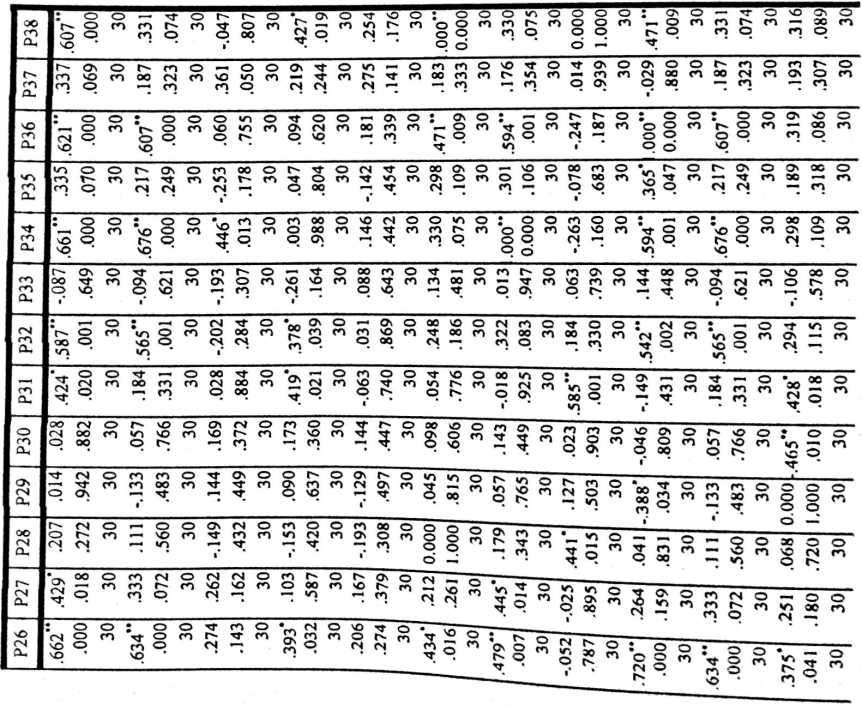 P26 P27 P28 P29 P30 P31 P32 P33 P34 P35 P36 P37 P38
.662** .429* .207 .014 .028 .424* .587** -.087 .661** .335 .621** .337 .607**
.000 .018 .272 .942 .882 .020 .001 .649 .000 .070 .000 .069 .000
30 30 30 30 30 30 30 30 30 30 30 30 30
.634** .333 .111 -.133 .057 .184 .565** -.094 .676** .217 .607** .187 .331
.000 .072 .560 .483 .766 .331 .001 .621 .000 .249 .000 .323 .074
30 30 30 30 30 30 30 30 30 30 30 30 30
.274 .262 -.149 .144 .169 .028 -.202 -.193 .446* -.253 .060 .361 -.047
.143 .162 .432 .449 .372 .884 .284 .307 .013 .178 .755 .050 .807
30 30 30 30 30 30 30 30 30 30 30 30 30
.393* .103 -.153 .090 .173 .419* .378* -.261 .003 .047 .094 .219 .427*
.032 .587 .420 .637 .360 .021 .039 .164 .988 .804 .620 .244 .019
30 30 30 30 30 30 30 30 30 30 30 30 30
.206 .167 -.193 -.129 .144 -.063 .031 .088 .146 -.142 .181 .275 .254
.274 .379 .308 .497 .447 .740 .869 .643 .442 .454 .339 .141 .176
30 30 30 30 30 30 30 30 30 30 30 30 30
.434* .212 0.000 .045 .098 .054 .248 .134 .330 .298 .471** .183 .000**
.016 .261 1.000 .815 .606 .776 .186 .481 .075 .109 .009 .333 0.000
30 30 30 30 30 30 30 30 30 30 30 30 30
.479** .445* .179 .057 .143 -.018 .322 .013 .000** .301 .594** .176 .330
.007 .014 .343 .765 .449 .925 .083 .947 0.000 .106 .001 .354 .075
30 30 30 30 30 30 30 30 30 30 30 30 30
-.052 -.025 .441* .127 .023 .585** .184 .063 -.263 -.078 -.247 .014 0.000
.787 .895 .015 .503 .903 .001 .330 .739 .160 .683 .187 .939 1.000
30 30 30 30 30 30 30 30 30 30 30 30 30
.720** .264 .041 -.388* -.046 -.149 .542** .144 .594** .365* .000** -.029 .471**
.000 .159 .831 .034 .809 .431 .002 .448 .001 .047 0.000 .880 .009
30 30 30 30 30 30 30 30 30 30 30 30 30
.634** .333 .111 -.133 .057 .184 .565** -.094 .676** .217 .607** .187 .331
.000 .072 .560 .483 .766 .331 .001 .621 .000 .249 .000 .323 .074
30 30 30 30 30 30 30 30 30 30 30 30 30
.375* .251 .068 0.000 -.465** .428* .294 -.106 .298 .189 .319 .193 .316
.041 .180 .720 1.000 .010 .018 .115 .578 .109 .318 .086 .307 .089
30 30 30 30 30 30 30 30 30 30 30 30 30